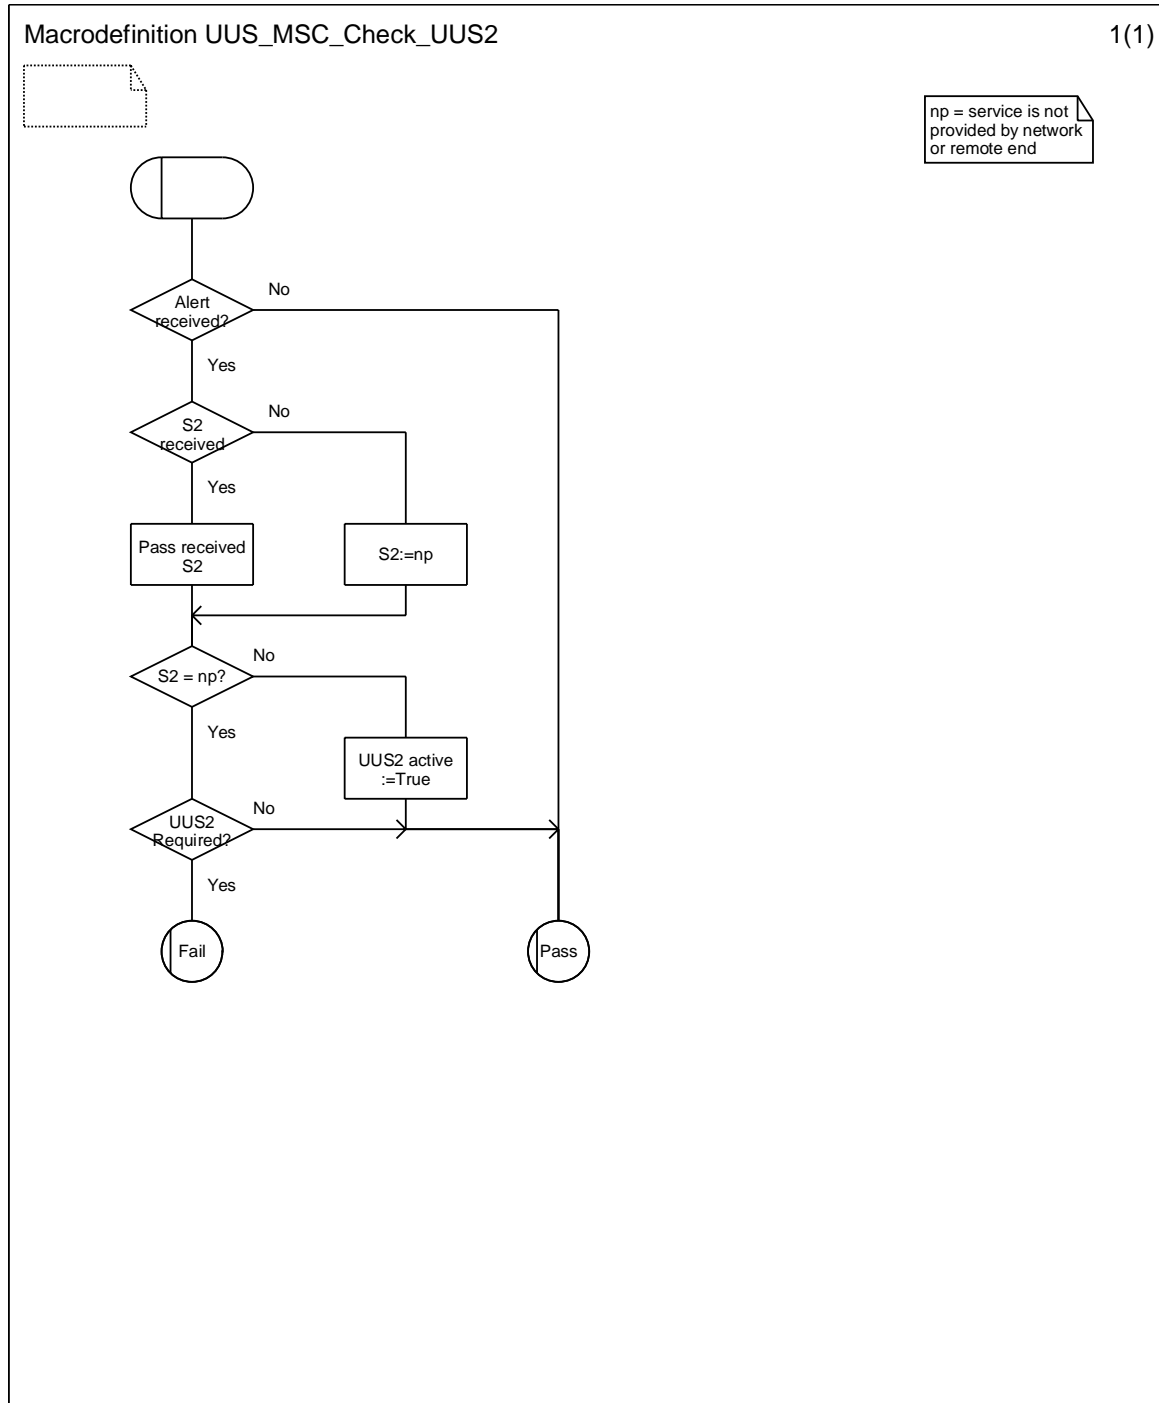 Macrodefinition UUS_MSC_Check_UUS2
1(1)
np = service is not
provided by network
or remote end
Alert
received?
No
Yes
S2
received
No
Yes
Pass received
S2
S2:=np
S2 = np?
No
Yes
UUS2 active
:=True
UUS2
Required?
No
Yes
Fail
Pass